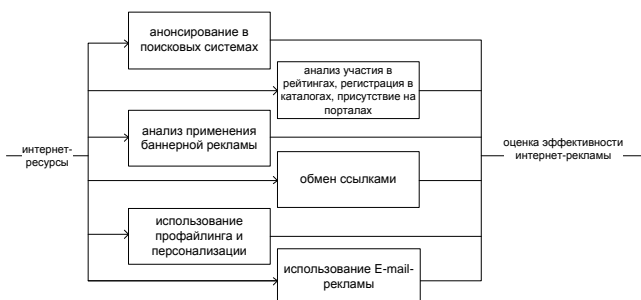 анонсирование в
поисковых системах
анализ участия в
рейтингах, регистрация в
каталогах, присутствие на
порталах
анализ применения
баннерной рекламы
интернет-
ресурсы
оценка эффективности
интернет-рекламы
обмен ссылками
использование
профайлинга и
персонализации
использование E-mail-
рекламы